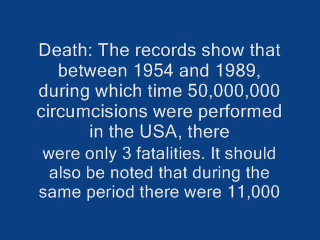 Death: The records show that
between 1954 and 1989,
during which time 50,000,000
circumcisions were performed
in the USA, there
were only 3 fatalities. It should
also be noted that during the
same period there were 11,000